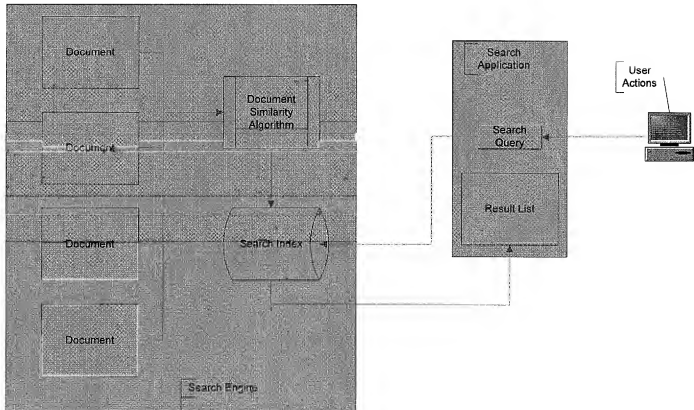 Document
Document
Document
Document
Document
Similarity
Algorithm
Search Index
Search Engine
Search
Application
Search
Query
Result List
User
Actions